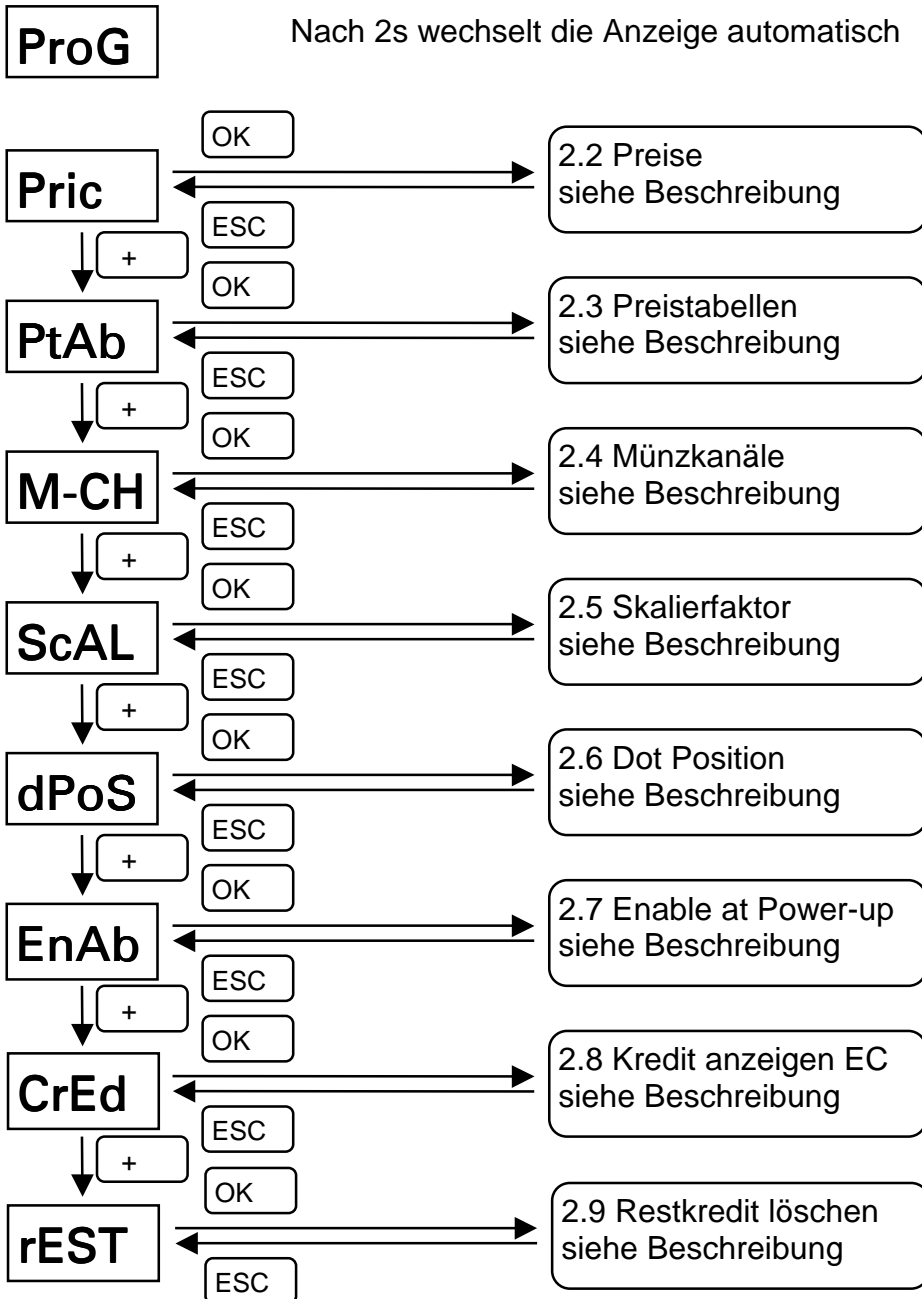 ProG
Nach 2s wechselt die Anzeige automatisch
OK
Pric
2.2 Preise
siehe Beschreibung
ESC
+
OK
PtAb
2.3 Preistabellen
siehe Beschreibung
ESC
+
OK
M-CH
2.4 Münzkanäle
siehe Beschreibung
ESC
+
OK
ScAL
2.5 Skalierfaktor
siehe Beschreibung
ESC
+
OK
dPoS
2.6 Dot Position
siehe Beschreibung
ESC
+
OK
EnAb
2.7 Enable at Power-up
siehe Beschreibung
ESC
+
OK
CrEd
2.8 Kredit anzeigen EC
siehe Beschreibung
ESC
+
OK
rEST
2.9 Restkredit löschen
siehe Beschreibung
ESC